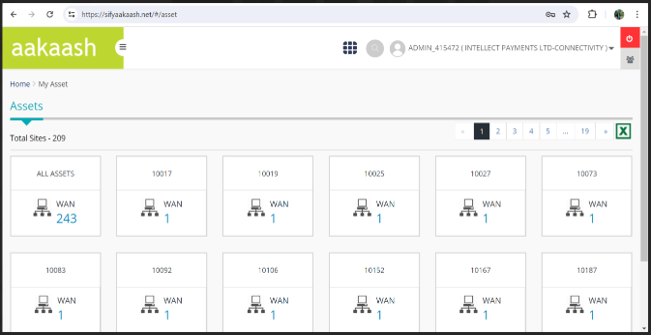 https://sifyaakaash.net/#/asset
aakaash
ADMIN_415472 ( INTELLECT PAYMENTS LTD-CONNECTIVITY )
Home > My Asset
Assets
Total Sites - 209
« 1 2 3 4 5 ... 19 »
ALL ASSETS 10017 10019 10025 10027 10073
WAN WAN WAN WAN WAN WAN
243 1 1 1 1 1
10083 10092 10106 10152 10167 10187
WAN WAN WAN WAN WAN WAN
1 1 1 1 1 1